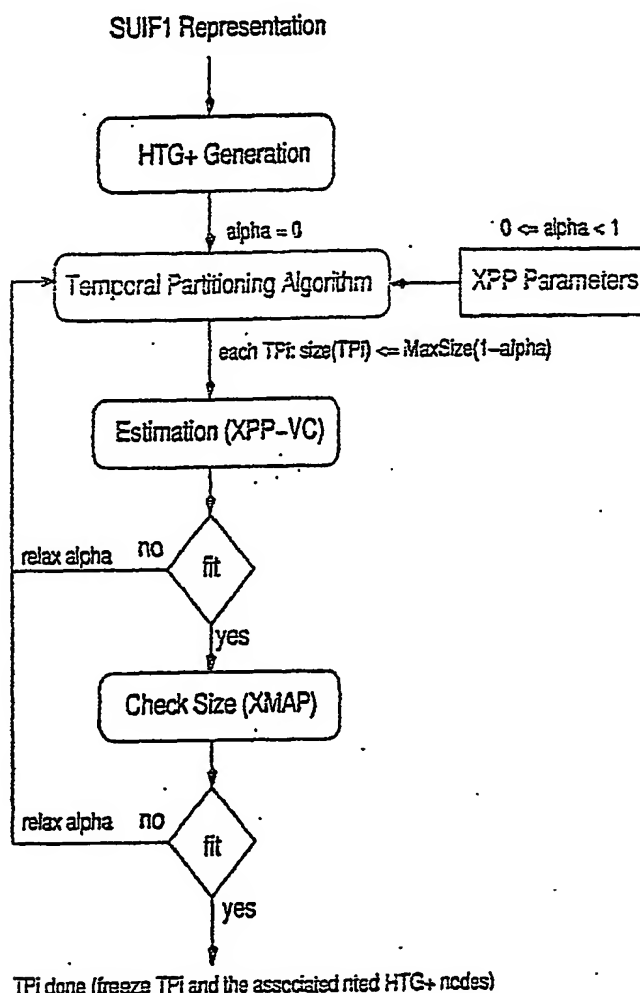 SUIF1 Representation
HTG+ Generation
alpha = 0
0 <= alpha < 1
Temporal Partitioning Algorithm
XPP Parameters
each TPi: size(TPi) <= MaxSize(1-alpha)
Estimation (XPP-VC)
relax alpha
no
fit
yes
Check Size (XMAP)
relax alpha
no
fit
yes
TPi done (freeze TPi and the associated HTG+ nodes)